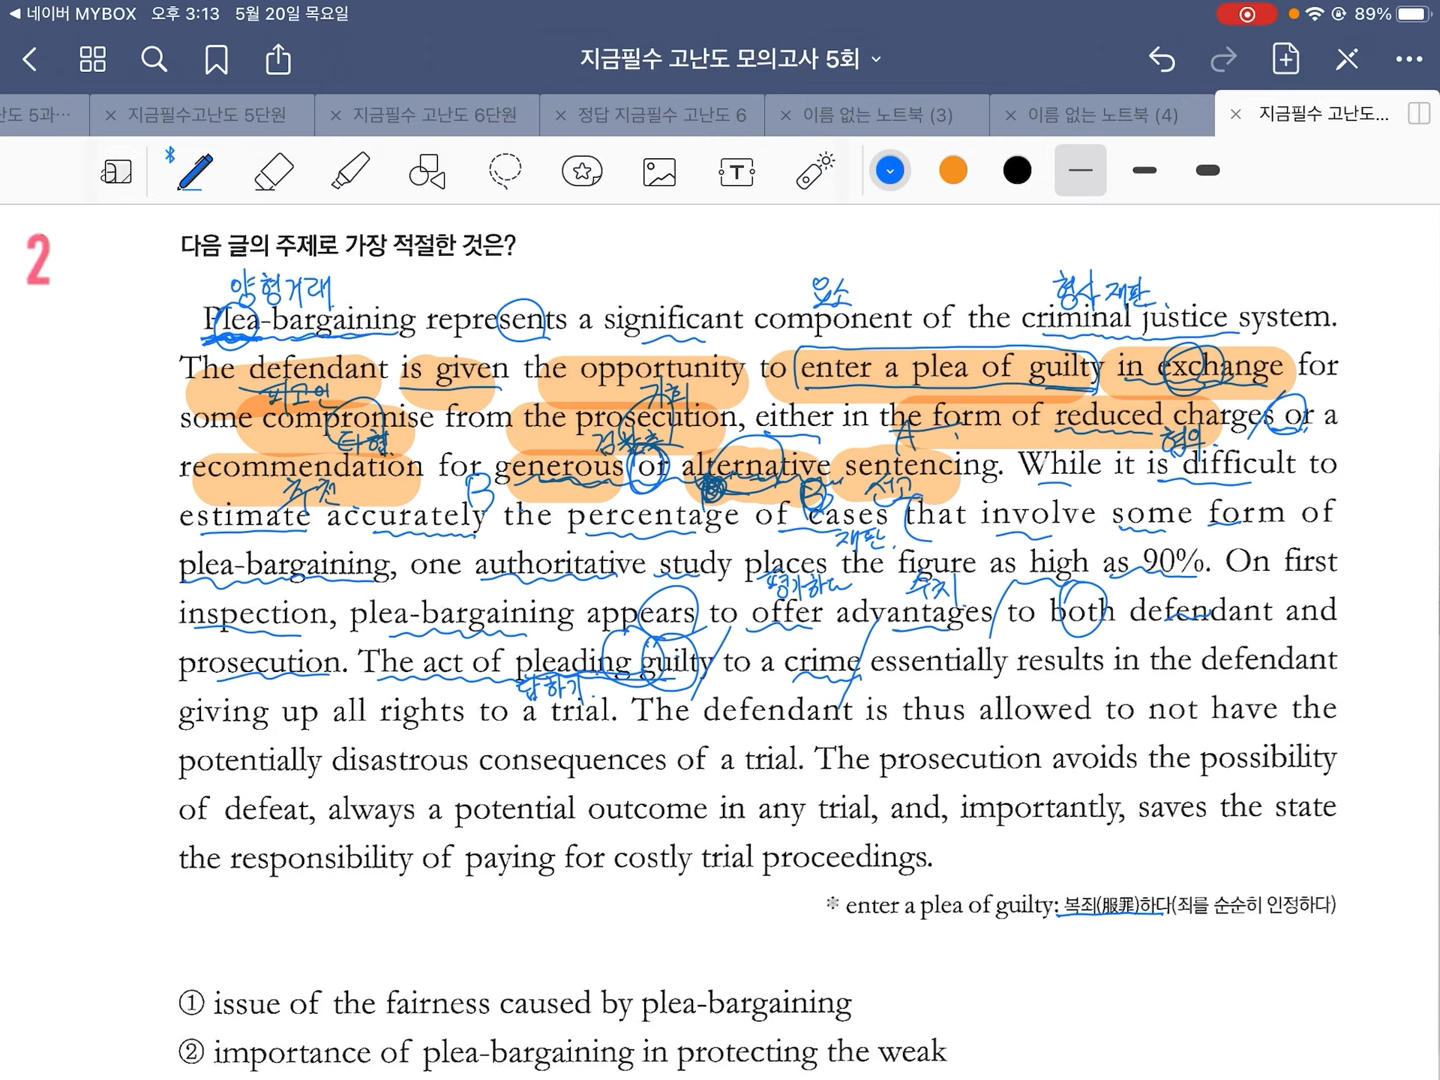 네이버 MYBOX 오후 3:13 5월 20일 목요일 89%
지금필수 고난도 모의고사 5회
난도 5과… × 지금필수고난도 5단원 × 지금필수 고난도 6단원 × 정답 지금필수 고난도 6 × 이름 없는 노트북 (3) × 이름 없는 노트북 (4) × 지금필수 고난도...
2
다음 글의 주제로 가장 적절한 것은?
양형거래 요소 형사 재판
Plea-bargaining represents a significant component of the criminal justice system.
The defendant is given the opportunity to enter a plea of guilty in exchange for
피고인 기회
some compromise from the prosecution, either in the form of reduced charges or a
타협 검찰측 A 혐의
recommendation for generous or alternative sentencing. While it is difficult to
추천 B 선고
estimate accurately the percentage of cases that involve some form of
재판
plea-bargaining, one authoritative study places the figure as high as 90%. On first
평가하다 수치
inspection, plea-bargaining appears to offer advantages to both defendant and
prosecution. The act of pleading guilty to a crime essentially results in the defendant
답하기
giving up all rights to a trial. The defendant is thus allowed to not have the
potentially disastrous consequences of a trial. The prosecution avoids the possibility
of defeat, always a potential outcome in any trial, and, importantly, saves the state
the responsibility of paying for costly trial proceedings.
* enter a plea of guilty: 복죄(服罪)하다(죄를 순순히 인정하다)
① issue of the fairness caused by plea-bargaining
② importance of plea-bargaining in protecting the weak